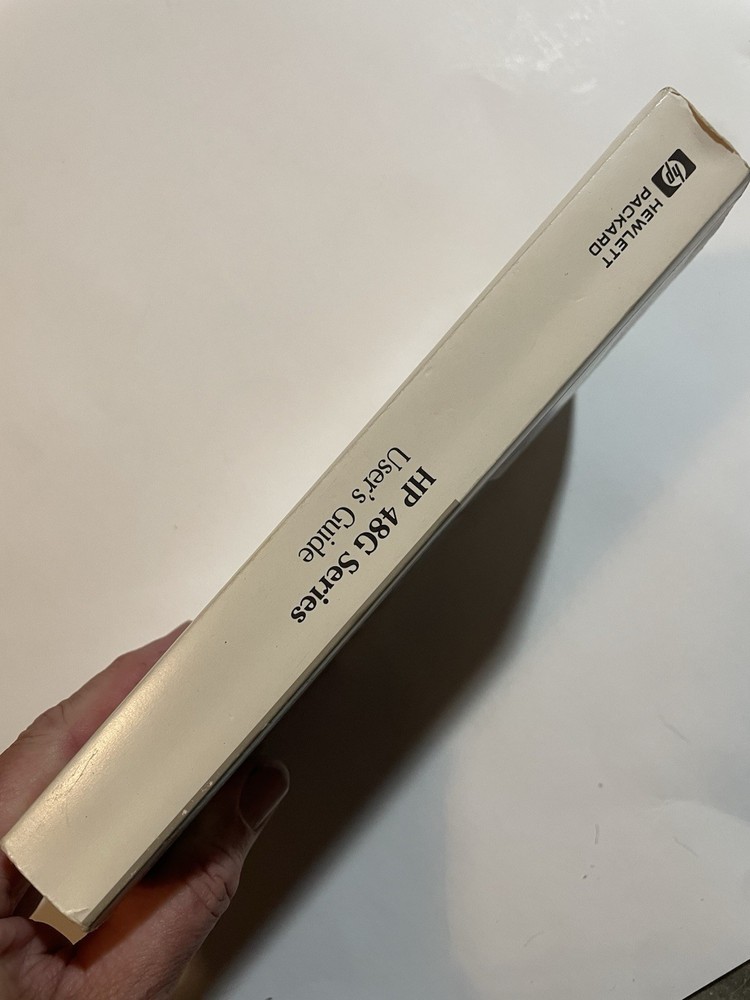 hp
HEWLETT
PACKARD
HP 48G Series
User's Guide